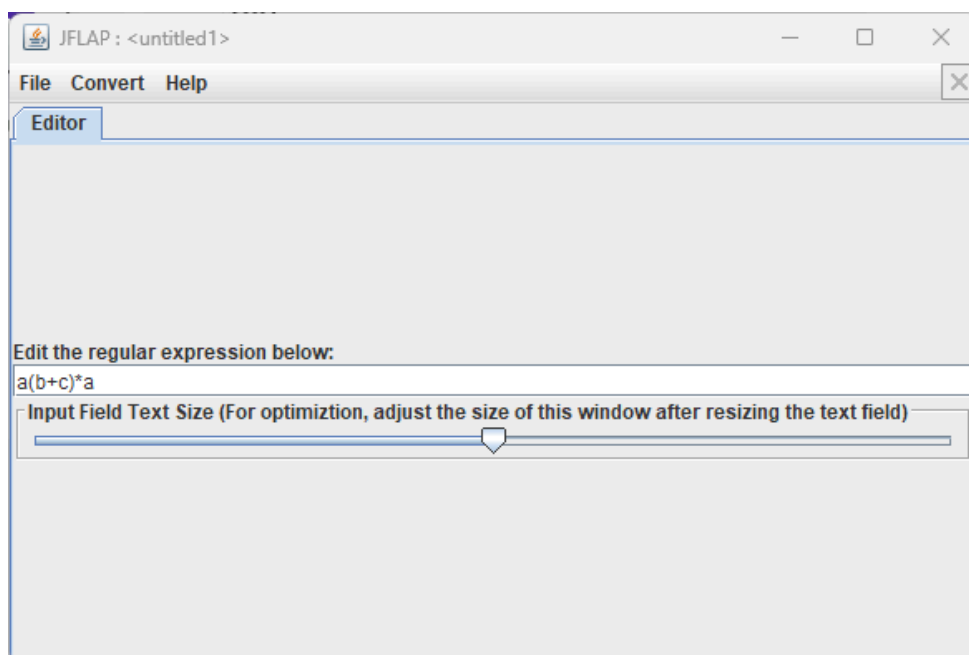 JFLAP : <untitled1>
File Convert Help
Editor
Edit the regular expression below:
a(b+c)*a
Input Field Text Size (For optimiztion, adjust the size of this window after resizing the text field)